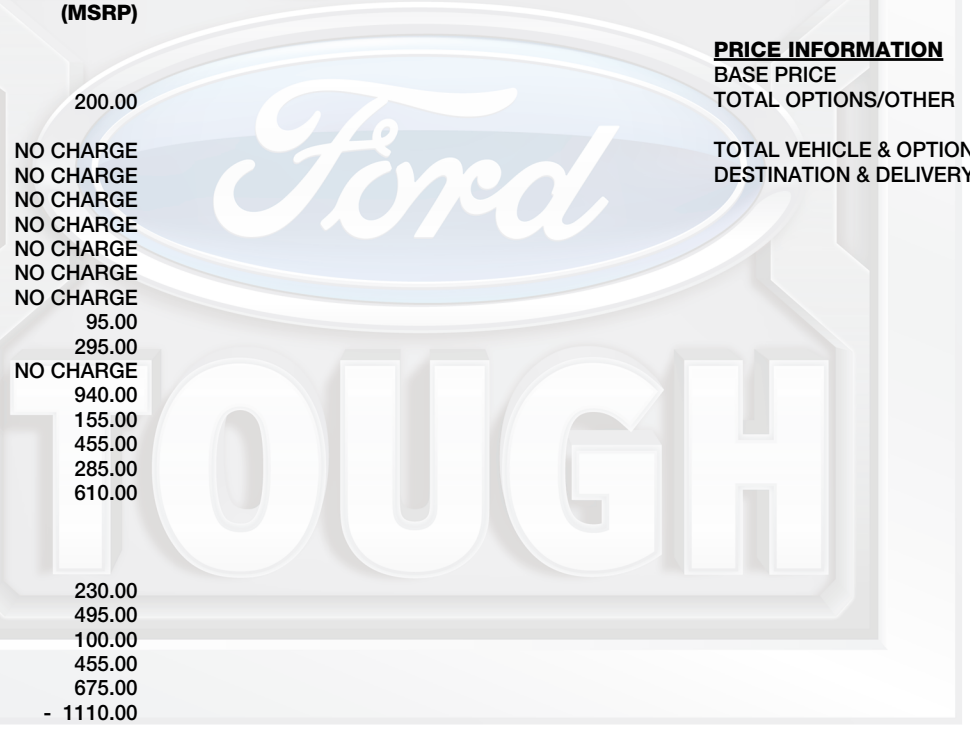 (MSRP)
200.00
NO CHARGE
NO CHARGE
NO CHARGE
NO CHARGE
NO CHARGE
NO CHARGE
NO CHARGE
95.00
295.00
NO CHARGE
940.00
155.00
455.00
285.00
610.00
230.00
495.00
100.00
455.00
675.00
- 1110.00
PRICE INFORMATION
BASE PRICE
TOTAL OPTIONS/OTHER
TOTAL VEHICLE & OPTION
DESTINATION & DELIVERY
Ford
TOUGH